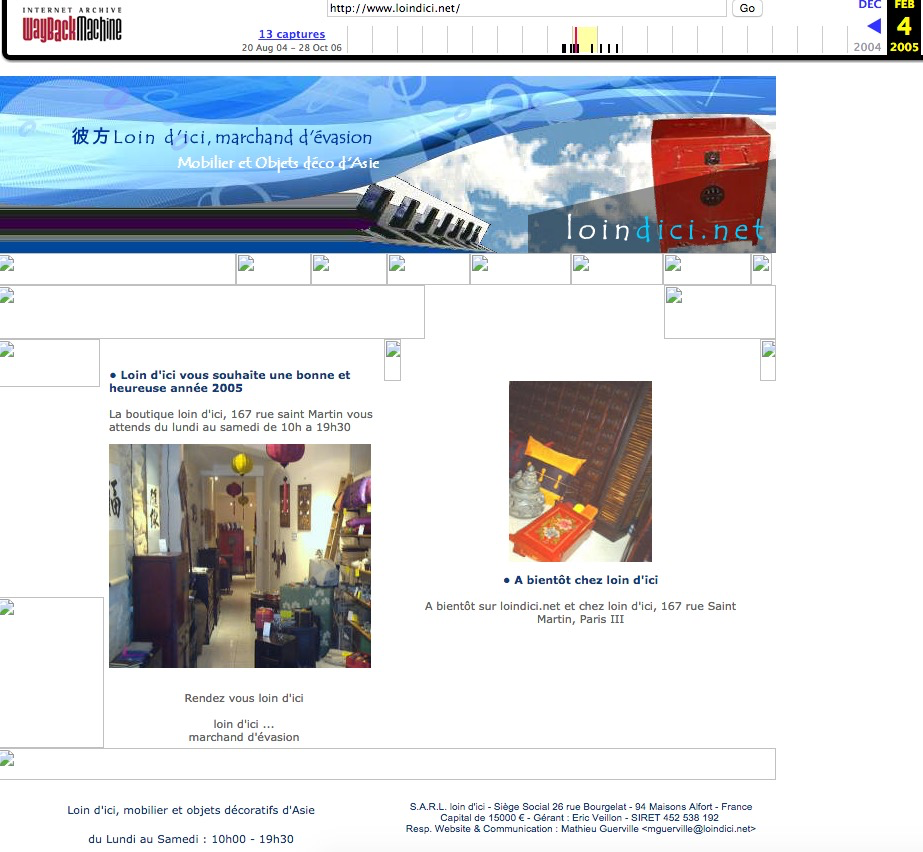 INTERNET ARCHIVE
WayBackMachine
http://www.loindici.net/
Go
13 captures
20 Aug 04 – 28 Oct 06
DEC
FEB
4
2004
2005
彼方 Loin d'ici, marchand d'évasion
Mobilier et Objets déco d'Asie
loindici.net
• Loin d'ici vous souhaite une bonne et
heureuse année 2005
La boutique loin d'ici, 167 rue saint Martin vous
attends du lundi au samedi de 10h a 19h30
Rendez vous loin d'ici
loin d'ici ...
marchand d'évasion
• A bientôt chez loin d'ici
A bientôt sur loindici.net et chez loin d'ici, 167 rue Saint
Martin, Paris III
Loin d'ici, mobilier et objets décoratifs d'Asie
du Lundi au Samedi : 10h00 - 19h30
S.A.R.L. loin d'ici - Siège Social 26 rue Bourgelat - 94 Maisons Alfort - France
Capital de 15000 € - Gérant : Eric Veillon - SIRET 452 538 192
Resp. Website & Communication : Mathieu Guerville <mguerville@loindici.net>